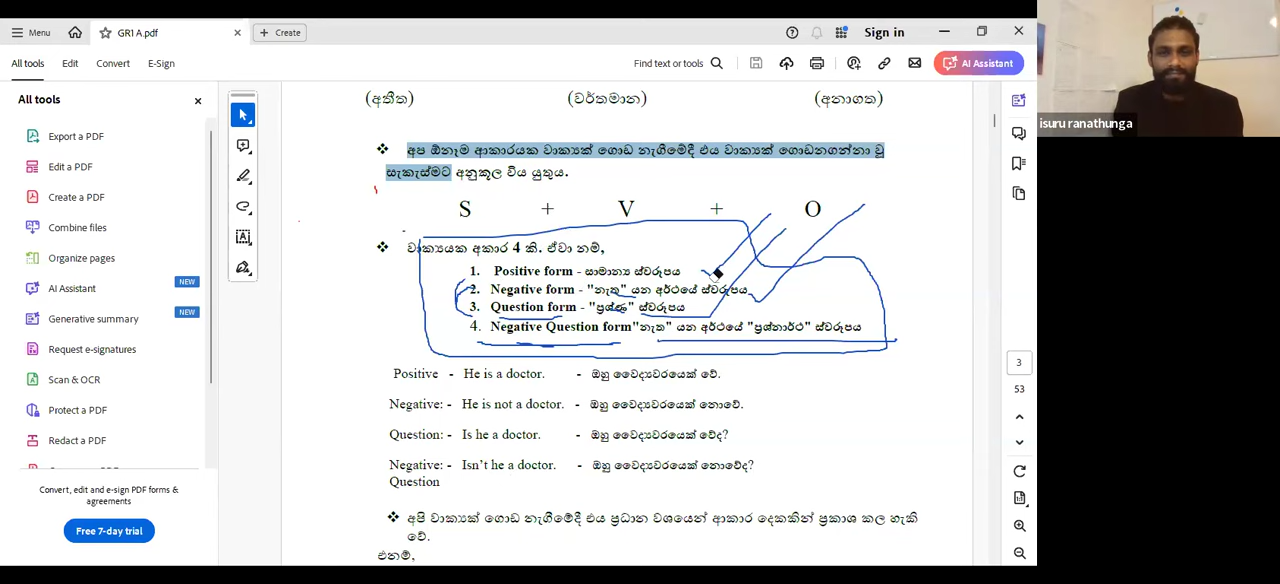 Menu
GR1 A.pdf
Create
Sign in
All tools
Edit
Convert
E-Sign
Find text or tools
AI Assistant
All tools
Export a PDF
Edit a PDF
Create a PDF
Combine files
Organize pages
AI Assistant NEW
Generative summary NEW
Request e-signatures
Scan & OCR
Protect a PDF
Redact a PDF
Convert, edit and e-sign PDF forms &
agreements
Free 7-day trial
(අතීත) (වර්තමාන) (අනාගත)
❖ අප ඕනෑම ආකාරයක වාක්‍යක් ගොඩ නැගීමේදී එය වාක්‍යක් ගොඩනගන්නා වූ
සැකැස්මට අනුකූල විය යුතුය.
S + V + O
❖ වාක්‍යයක අකාර 4 කි. ඒවා නම්,
1. Positive form - සාමාන්‍ය ස්වරූපය
2. Negative form - "නැත" යන අර්ථයේ ස්වරූපය
3. Question form - "ප්‍රශ්ණ" ස්වරූපය
4. Negative Question form"නැත" යන අර්ථයේ "ප්‍රශ්නාර්ථ" ස්වරූපය
Positive - He is a doctor. - ඔහු වෛද්‍යවරයෙක් වේ.
Negative: - He is not a doctor. - ඔහු වෛද්‍යවරයෙක් නොවේ.
Question: - Is he a doctor. - ඔහු වෛද්‍යවරයෙක් වේද?
Negative: - Isn't he a doctor. - ඔහු වෛද්‍යවරයෙක් නොවේද?
Question
❖ අපි වාක්‍යක් ගොඩ නැගීමේදී එය ප්‍රධාන වශයෙන් ආකාර දෙකකින් ප්‍රකාශ කල හැකි
වේ.
එනම්,
3
53
isuru ranathunga